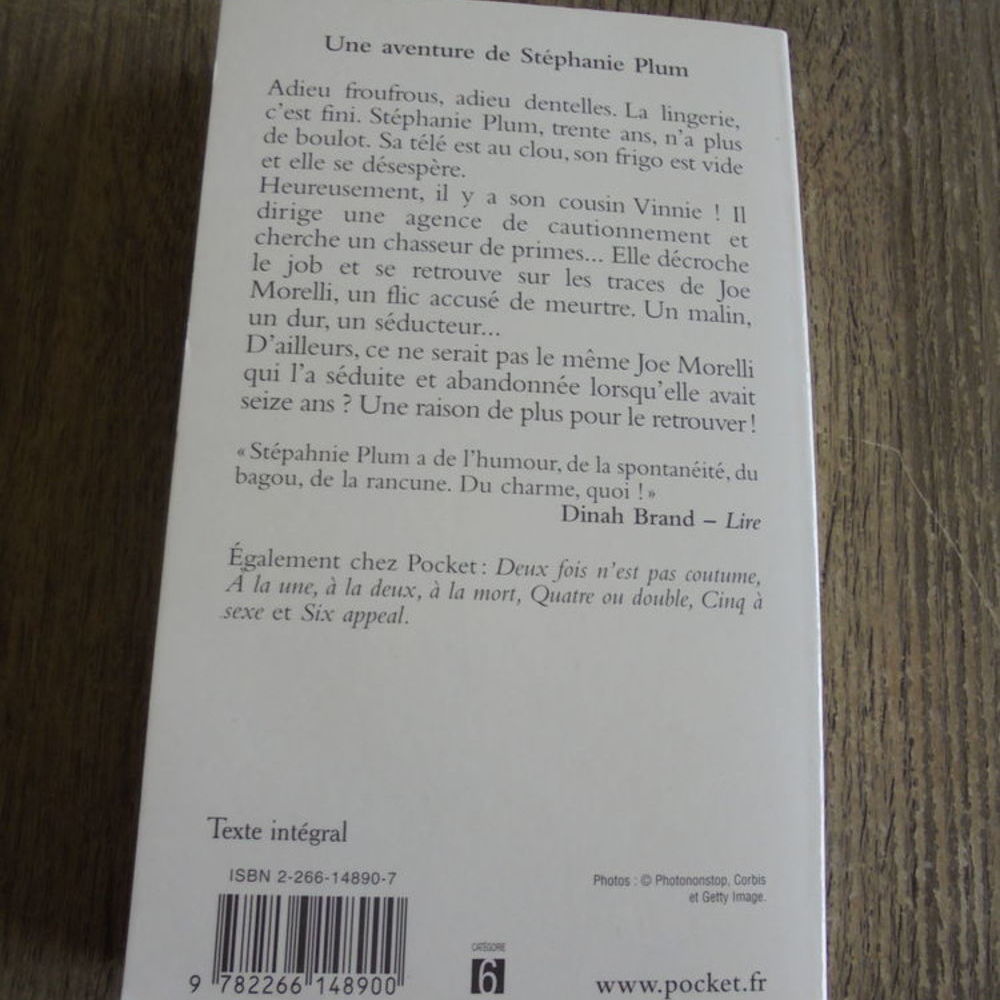 Une aventure de Stéphanie Plum
Adieu froufrous, adieu dentelles. La lingerie,
c'est fini. Stéphanie Plum, trente ans, n'a plus
de boulot. Sa télé est au clou, son frigo est vide
et elle se désespère.
Heureusement, il y a son cousin Vinnie ! Il
dirige une agence de cautionnement et
cherche un chasseur de primes... Elle décroche
le job et se retrouve sur les traces de Joe
Morelli, un flic accusé de meurtre. Un malin,
un dur, un séducteur...
D'ailleurs, ce ne serait pas le même Joe Morelli
qui l'a séduite et abandonnée lorsqu'elle avait
seize ans ? Une raison de plus pour le retrouver !
« Stépahnie Plum a de l'humour, de la spontanéité, du
bagou, de la rancune. Du charme, quoi ! »
Dinah Brand – Lire
Également chez Pocket : Deux fois n'est pas coutume,
À la une, à la deux, à la mort, Quatre ou double, Cinq à
sexe et Six appeal.
Texte intégral
ISBN 2-266-14890-7
Photos : © Photononstop, Corbis
et Getty Image.
CATÉGORIE
6
9 782266 148900
www.pocket.fr